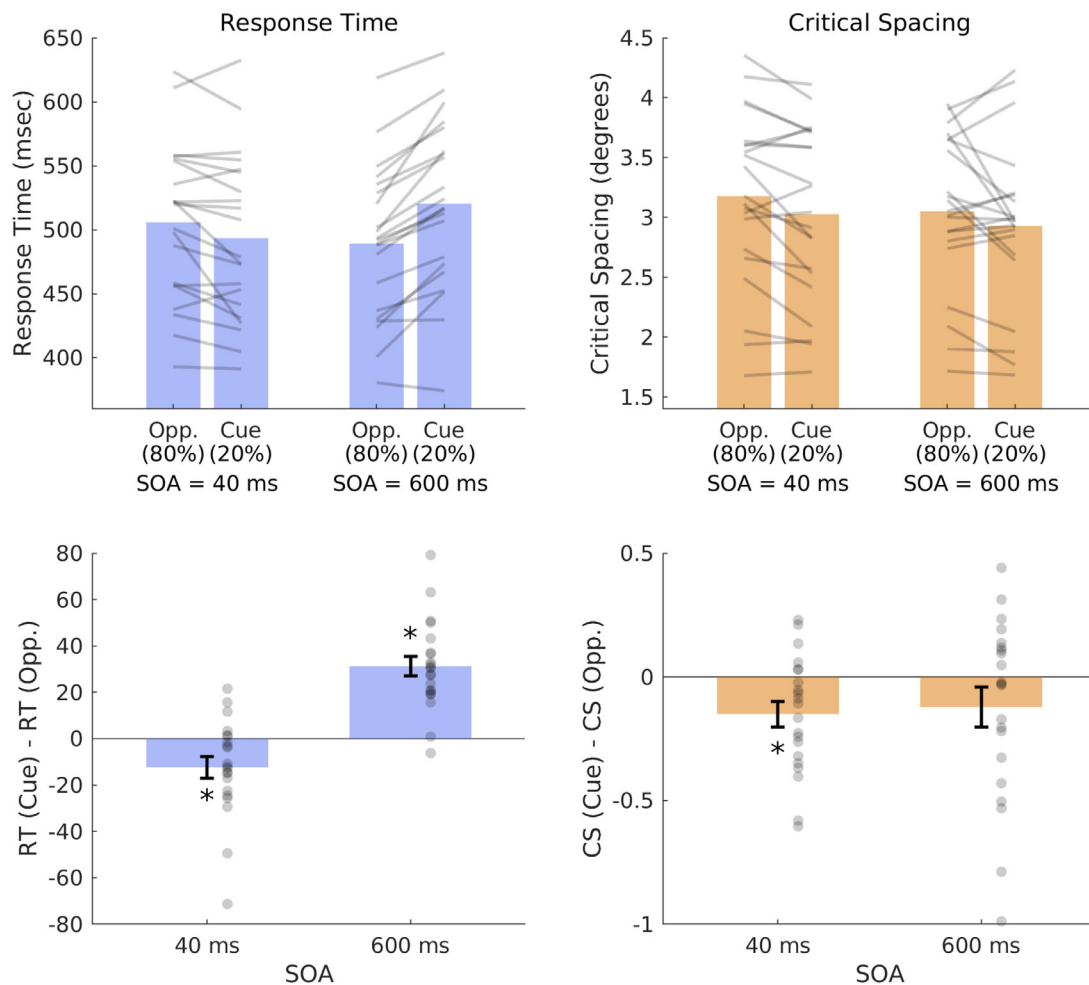 Response Time
Response Time (msec)
650
600
550
500
450
400
Opp. Cue Opp. Cue
(80%) (20%) (80%) (20%)
SOA = 40 ms SOA = 600 ms
Critical Spacing
Critical Spacing (degrees)
4.5
4
3.5
3
2.5
2
1.5
Opp. Cue Opp. Cue
(80%) (20%) (80%) (20%)
SOA = 40 ms SOA = 600 ms
RT (Cue) - RT (Opp.)
80
60
40
20
0
-20
-40
-60
-80
*
*
40 ms 600 ms
SOA
CS (Cue) - CS (Opp.)
0.5
0
-0.5
-1
*
40 ms 600 ms
SOA